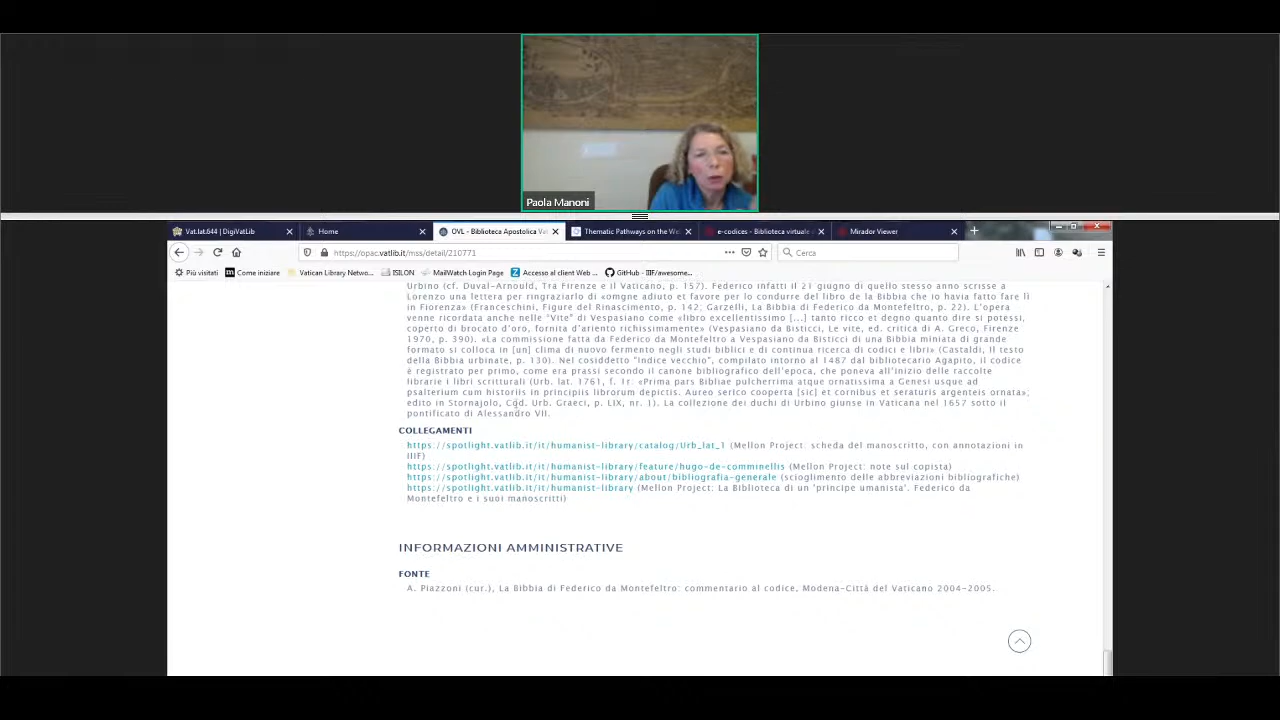 Paola Manoni
Vat.lat.644 | DigiVatLib
Home
OVL - Biblioteca Apostolica Vat
Thematic Pathways on the We
e-codices - Biblioteca virtuale d
Mirador Viewer
https://opac.vatlib.it/mss/detail/210771
Cerca
Più visitati
Come iniziare
Vatican Library Netwo...
ISILON
MailWatch Login Page
Accesso al client Web ...
GitHub - IIIF/awesome...
Urbino (cf. Duval-Arnould, Tra Firenze e il Vaticano, p. 157). Federico infatti il 21 giugno di quello stesso anno scrisse a
Lorenzo una lettera per ringraziarlo di «omgne adiuto et favore per lo condurre del libro de la Bibbia che io havia fatto fare lì
in Fiorenza» (Franceschini, Figure del Rinascimento, p. 142; Garzelli, La Bibbia di Federico da Montefeltro, p. 22). L'opera
venne ricordata anche nelle "Vite" di Vespasiano come «libro excellentissimo [...] tanto ricco et degno quanto dire si potessi,
coperto di brocato d'oro, fornita d'ariento richissimamente» (Vespasiano da Bisticci, Le vite, ed. critica di A. Greco, Firenze
1970, p. 390). «La commissione fatta da Federico da Montefeltro a Vespasiano da Bisticci di una Bibbia miniata di grande
formato si colloca in [un] clima di nuovo fermento negli studi biblici e di continua ricerca di codici e libri» (Castaldi, Il testo
della Bibbia urbinate, p. 130). Nel cosiddetto "Indice vecchio", compilato intorno al 1487 dal bibliotecario Agapito, il codice
è registrato per primo, come era prassi secondo il canone bibliografico dell'epoca, che poneva all'inizio delle raccolte
librarie i libri scritturali (Urb. lat. 1761, f. 1r: «Prima pars Bibliae pulcherrima atque ornatissima a Genesi usque ad
psalterium cum historiis in principiis librorum depictis. Aureo serico cooperta [sic] et cornibus et seraturis argenteis ornata»;
edito in Stornajolo, Cod. Urb. Graeci, p. LIX, nr. 1). La collezione dei duchi di Urbino giunse in Vaticana nel 1657 sotto il
pontificato di Alessandro VII.
COLLEGAMENTI
https://spotlight.vatlib.it/it/humanist-library/catalog/Urb_lat_1 (Mellon Project: scheda del manoscritto, con annotazioni in
IIIF)
https://spotlight.vatlib.it/it/humanist-library/feature/hugo-de-comminellis (Mellon Project: note sul copista)
https://spotlight.vatlib.it/it/humanist-library/about/bibliografia-generale (scioglimento delle abbreviazioni bibliografiche)
https://spotlight.vatlib.it/it/humanist-library (Mellon Project: La Biblioteca di un 'principe umanista'. Federico da
Montefeltro e i suoi manoscritti)
INFORMAZIONI AMMINISTRATIVE
FONTE
A. Piazzoni (cur.), La Bibbia di Federico da Montefeltro: commentario al codice, Modena-Città del Vaticano 2004-2005.